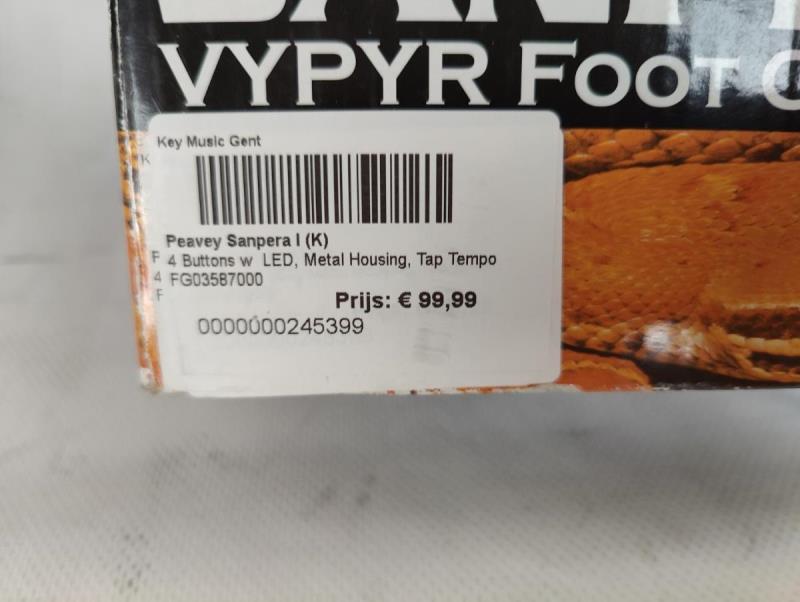 VYPYR FOOT
Key Music Gent
K
Peavey Sanpera I (K)
F 4 Buttons w LED, Metal Housing, Tap Tempo
4 FG03587000
F
Prijs: € 99,99
0000000245399